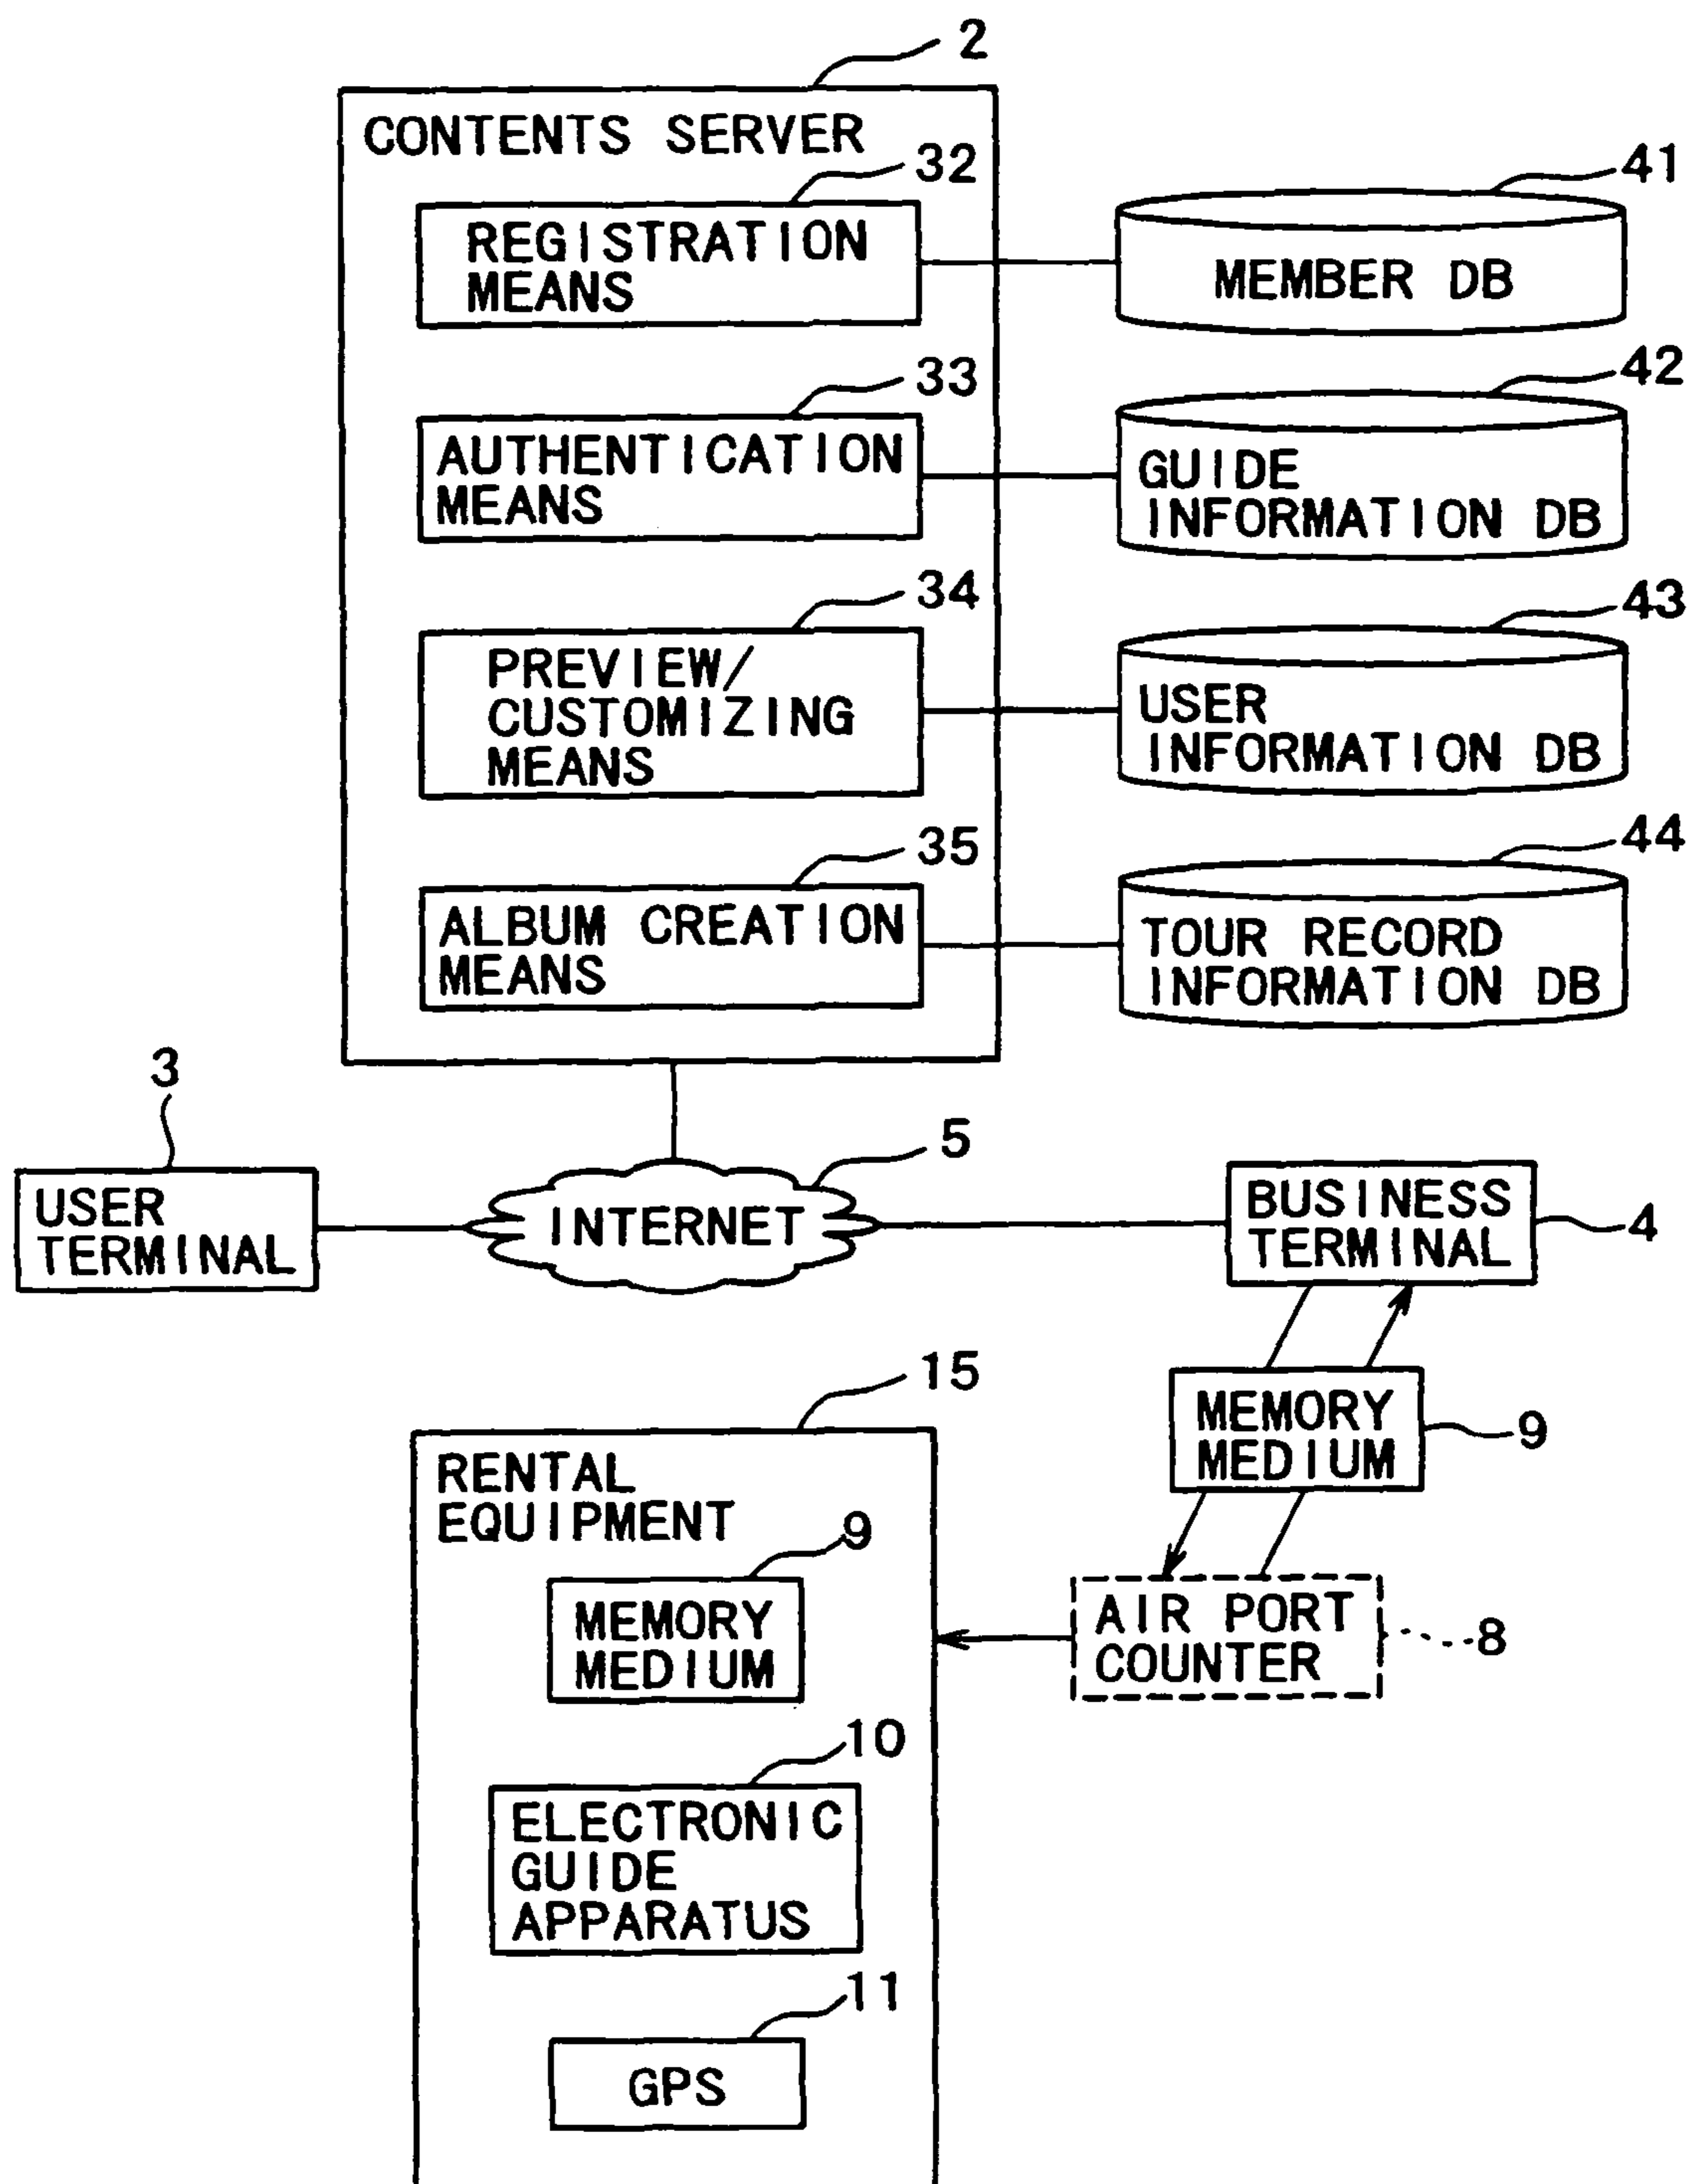 2
CONTENTS SERVER
32
REGISTRATION
MEANS
41
MEMBER DB
33
AUTHENTICATION
MEANS
42
GUIDE
INFORMATION DB
34
PREVIEW/
CUSTOMIZING
MEANS
43
USER
INFORMATION DB
35
ALBUM CREATION
MEANS
44
TOUR RECORD
INFORMATION DB
3
USER
TERMINAL
5
INTERNET
BUSINESS
TERMINAL
4
MEMORY
MEDIUM
9
AIR PORT
COUNTER
8
15
RENTAL
EQUIPMENT
9
MEMORY
MEDIUM
10
ELECTRONIC
GUIDE
APPARATUS
11
GPS